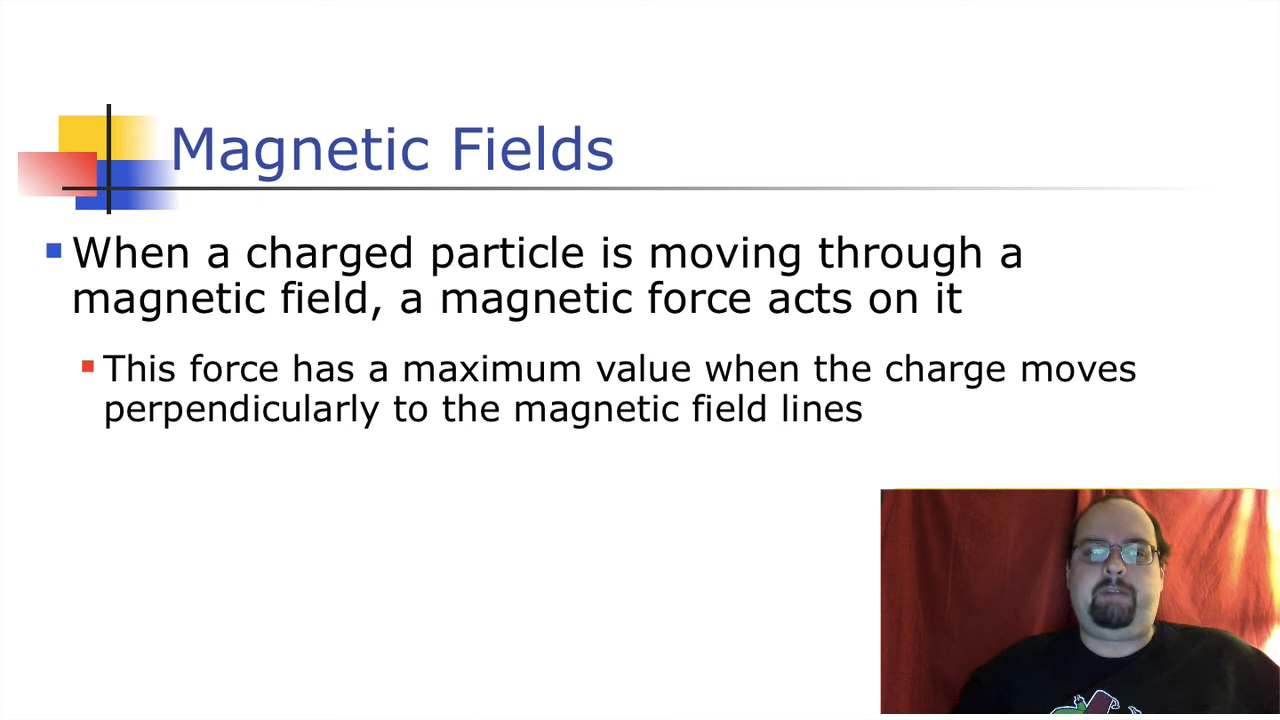 Magnetic Fields
When a charged particle is moving through a
magnetic field, a magnetic force acts on it
This force has a maximum value when the charge moves
perpendicularly to the magnetic field lines